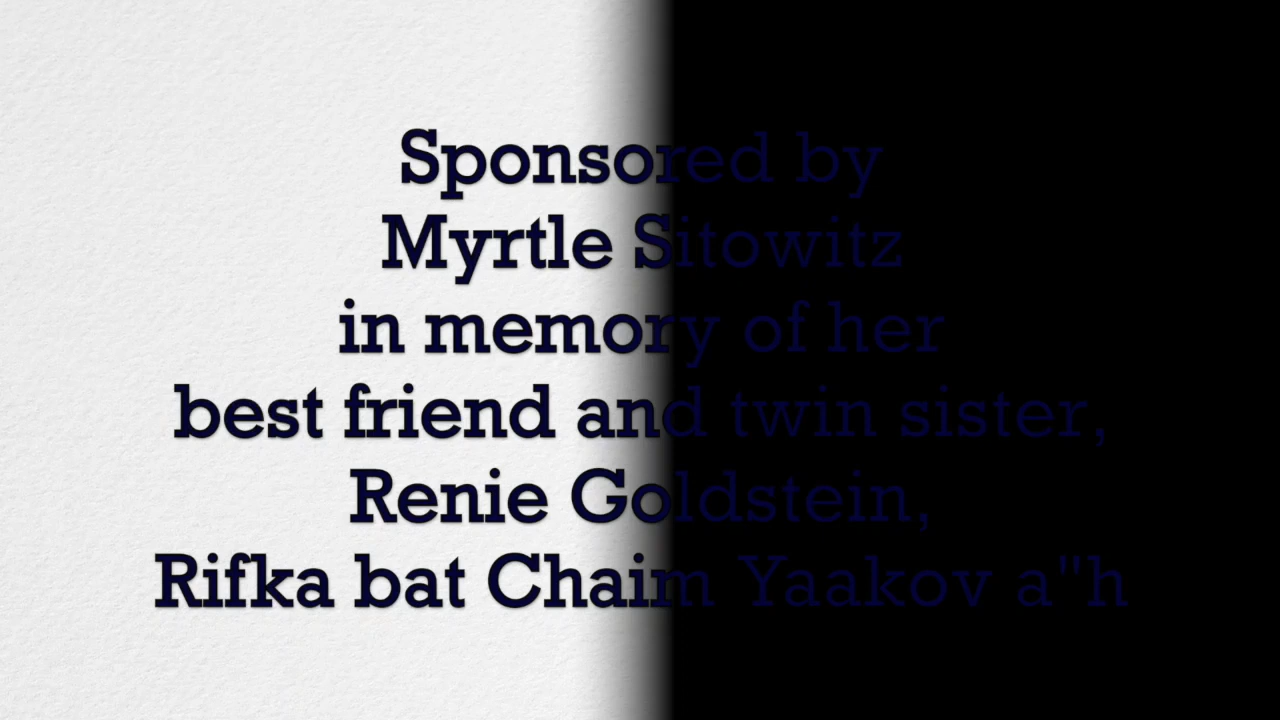 Sponsored by
Myrtle Sitowitz
in memory of her
best friend and twin sister,
Renie Goldstein,
Rifka bat Chaim Yaakov a"h